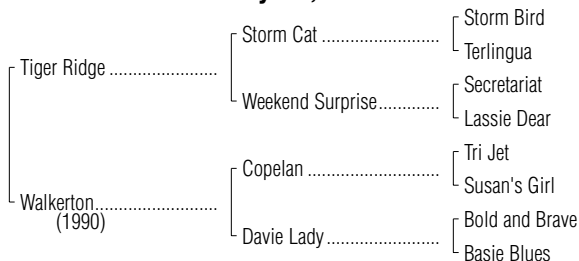 Storm Bird
Storm Cat ........................
Terlingua
Tiger Ridge ......................
Secretariat
Weekend Surprise.............
Lassie Dear
Tri Jet
Copelan ...........................
Susan's Girl
Walkerton.........................
(1990)
Bold and Brave
Davie Lady .......................
Basie Blues